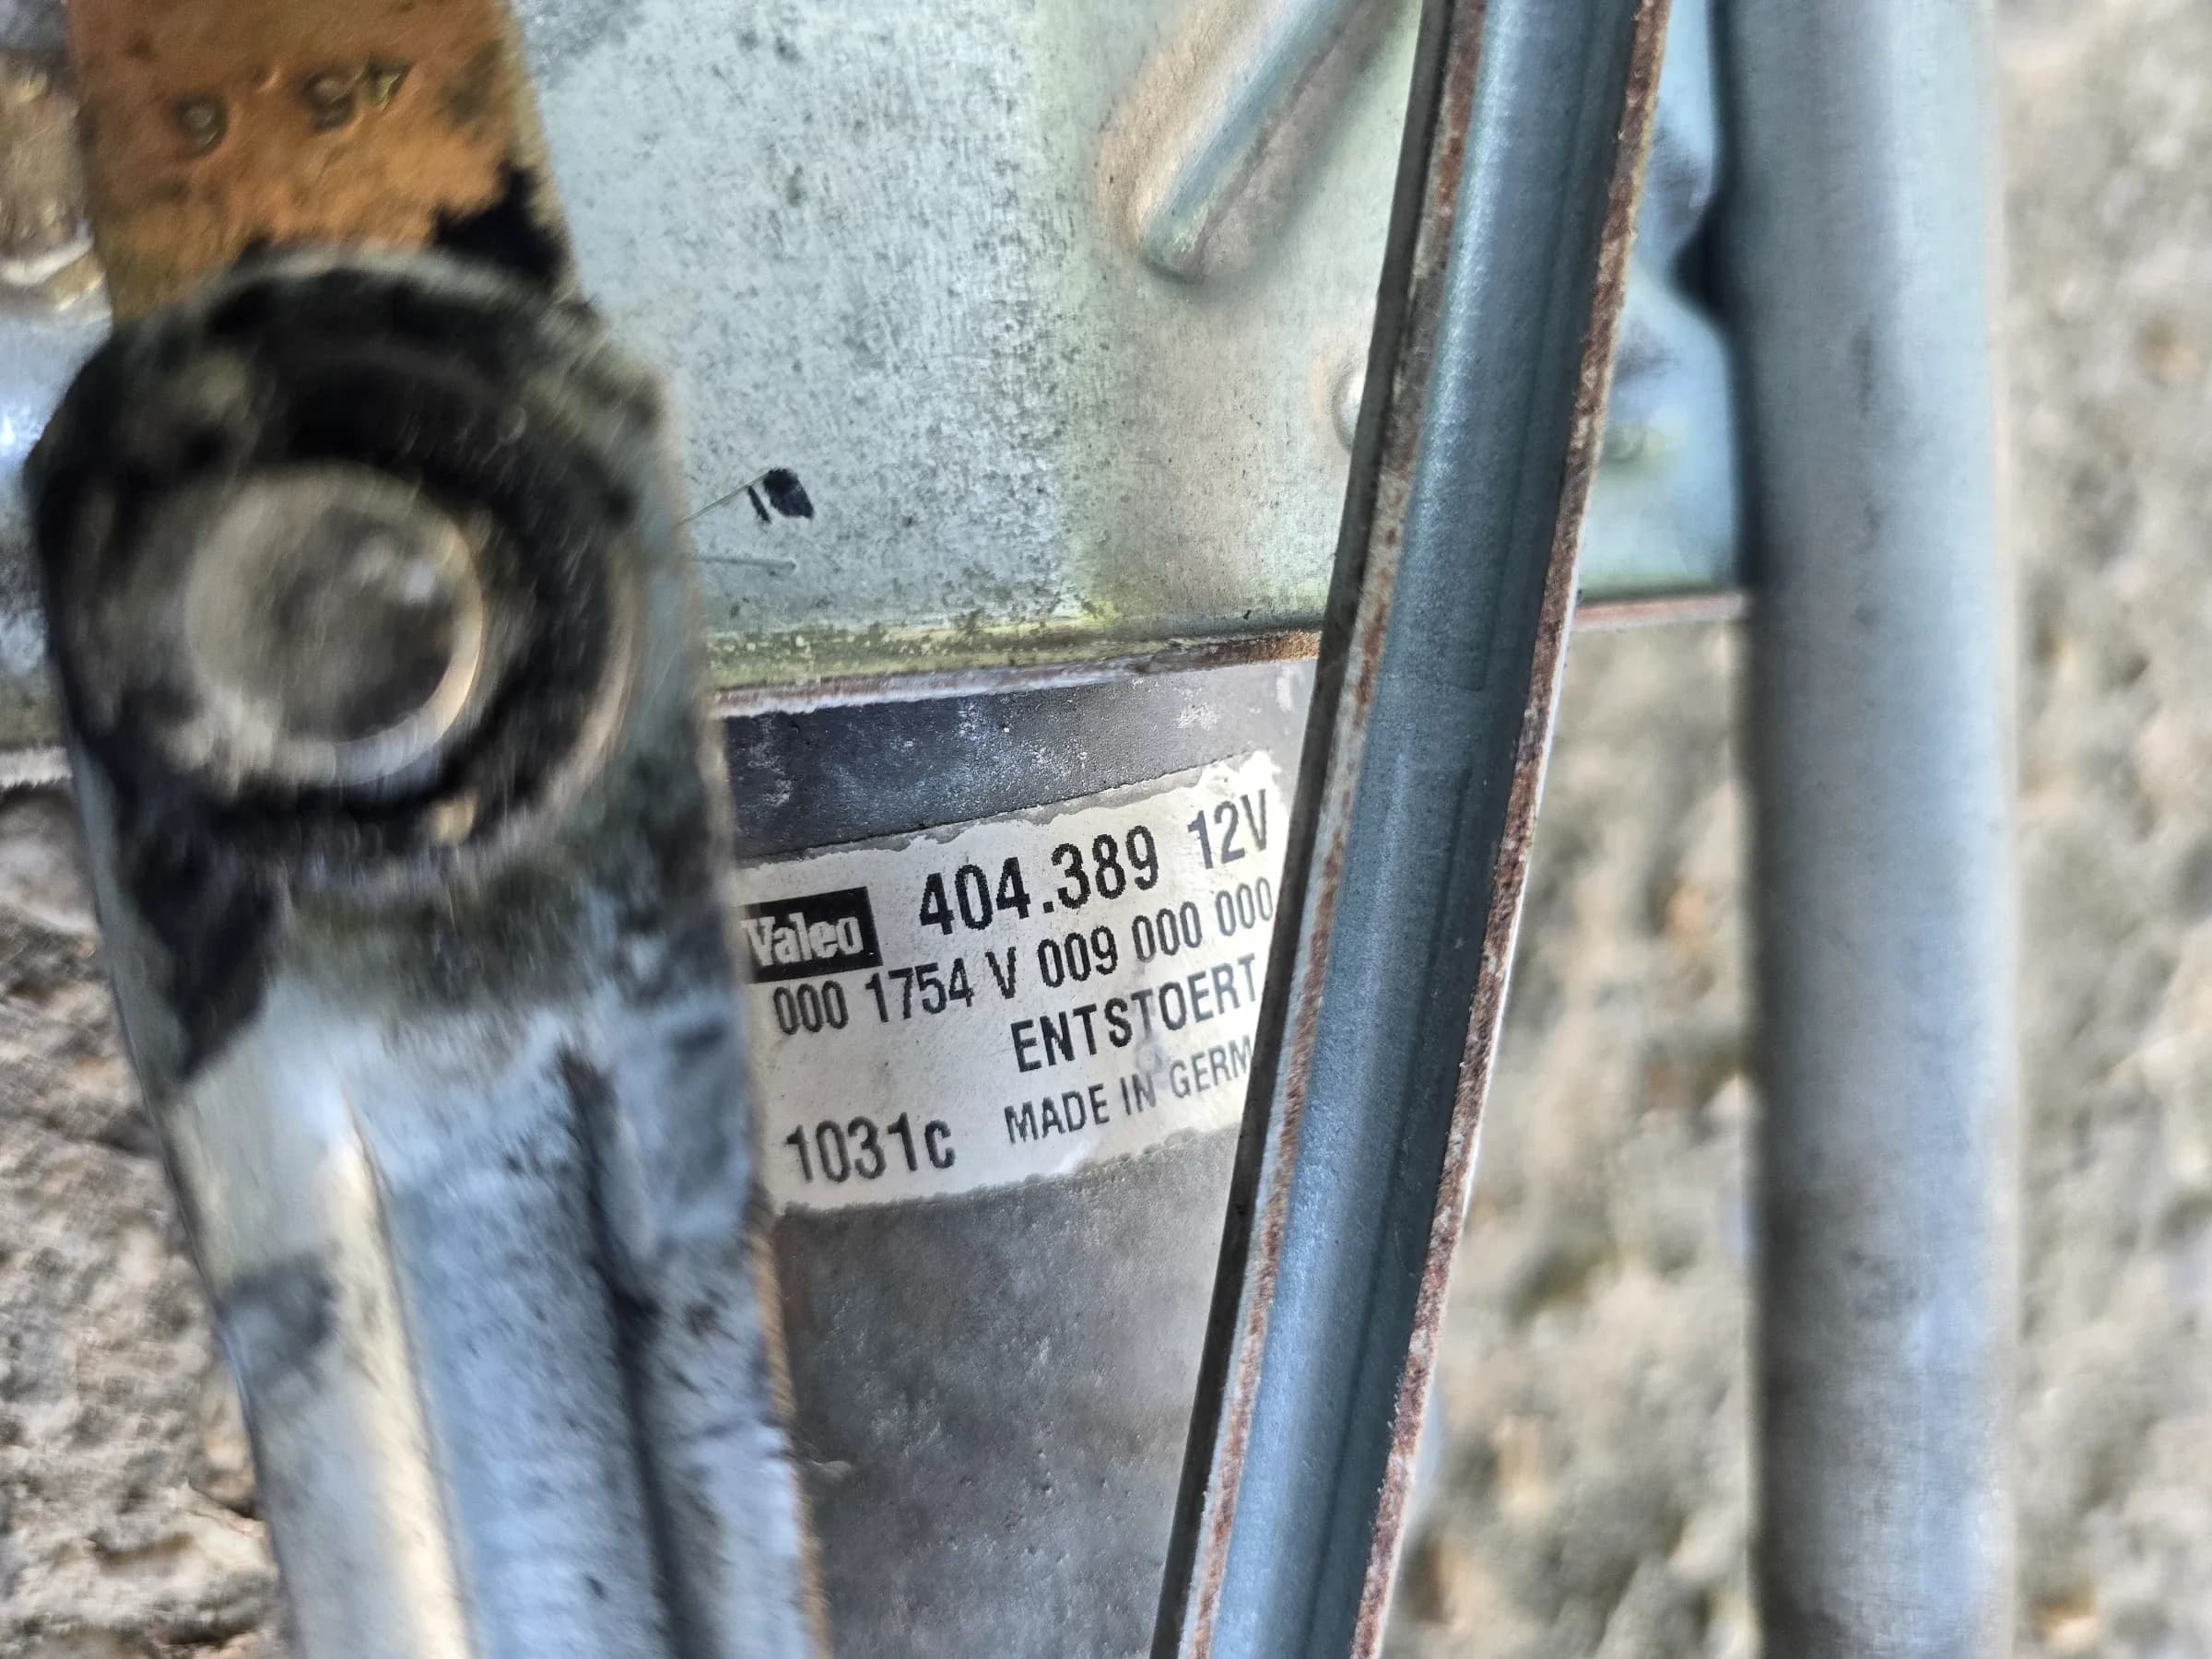 Valeo 404.389 12V
000 1754 V 009 000 000
ENTSTOERT
1031c MADE IN GERM